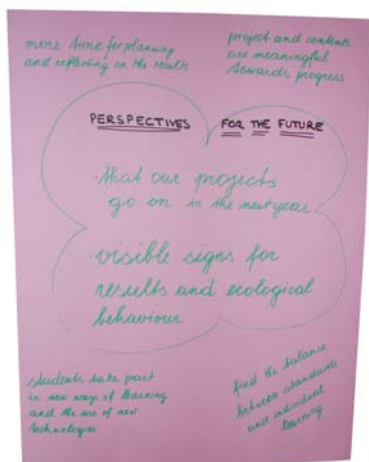 more time for planning
and reflecting on the results
project and contents
are meaningful
towards progress
PERSPECTIVES FOR THE FUTURE
· that our projects
go on in the next year
· visible signs for
results and ecological
behaviour
students take part
in new ways of learning
and the use of new
technologies
find the balance
between standards
and individual
learning